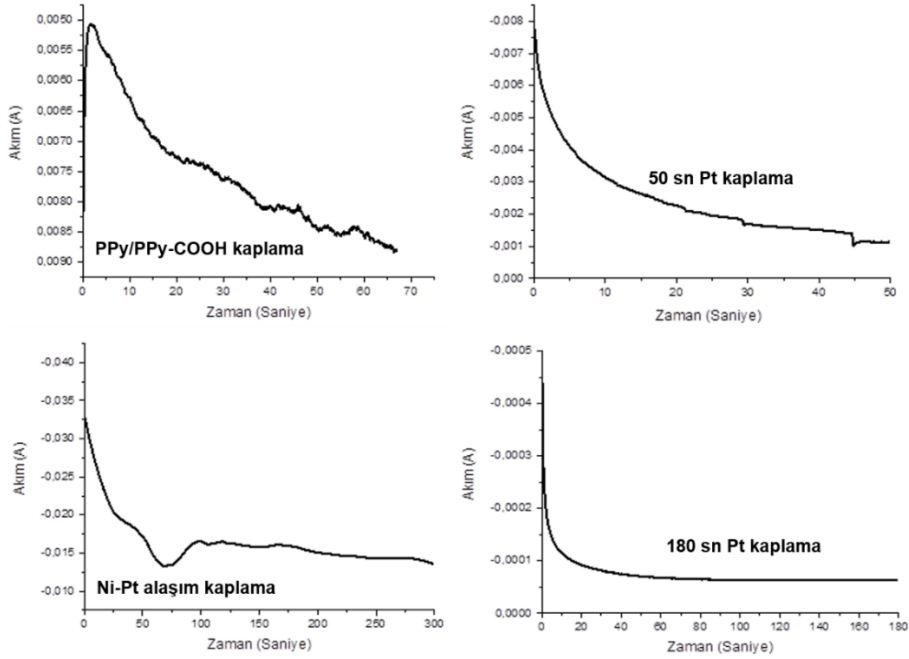 0,0050
0,0055
0,0060
0,0065
0,0070
0,0075
0,0080
0,0085
0,0090
Akım (A)
PPy/PPy-COOH kaplama
0 10 20 30 40 50 60 70
Zaman (Saniye)
-0,008
-0,007
-0,006
-0,005
-0,004
-0,003
-0,002
-0,001
0,000
Akım (A)
50 sn Pt kaplama
0 10 20 30 40 50
Zaman (Saniye)
-0,040
-0,035
-0,030
-0,025
-0,020
-0,015
-0,010
Akım (A)
Ni-Pt alaşım kaplama
0 50 100 150 200 250 300
Zaman (Saniye)
-0,0005
-0,0004
-0,0003
-0,0002
-0,0001
0,0000
Akım (A)
180 sn Pt kaplama
0 20 40 60 80 100 120 140 160 180
Zaman (Saniye)